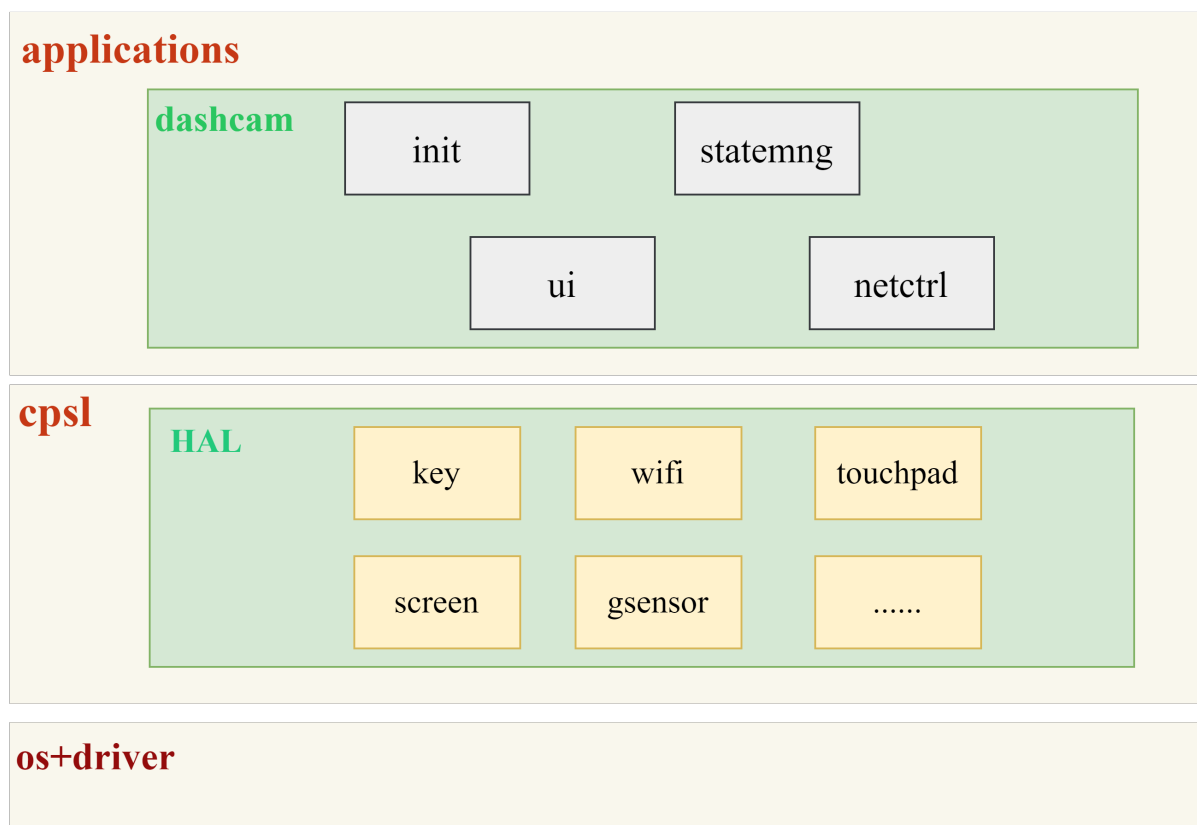 applications
dashcam
init
statemng
ui
netctrl
cpsl
HAL
key
wifi
touchpad
screen
gsensor
......
os+driver